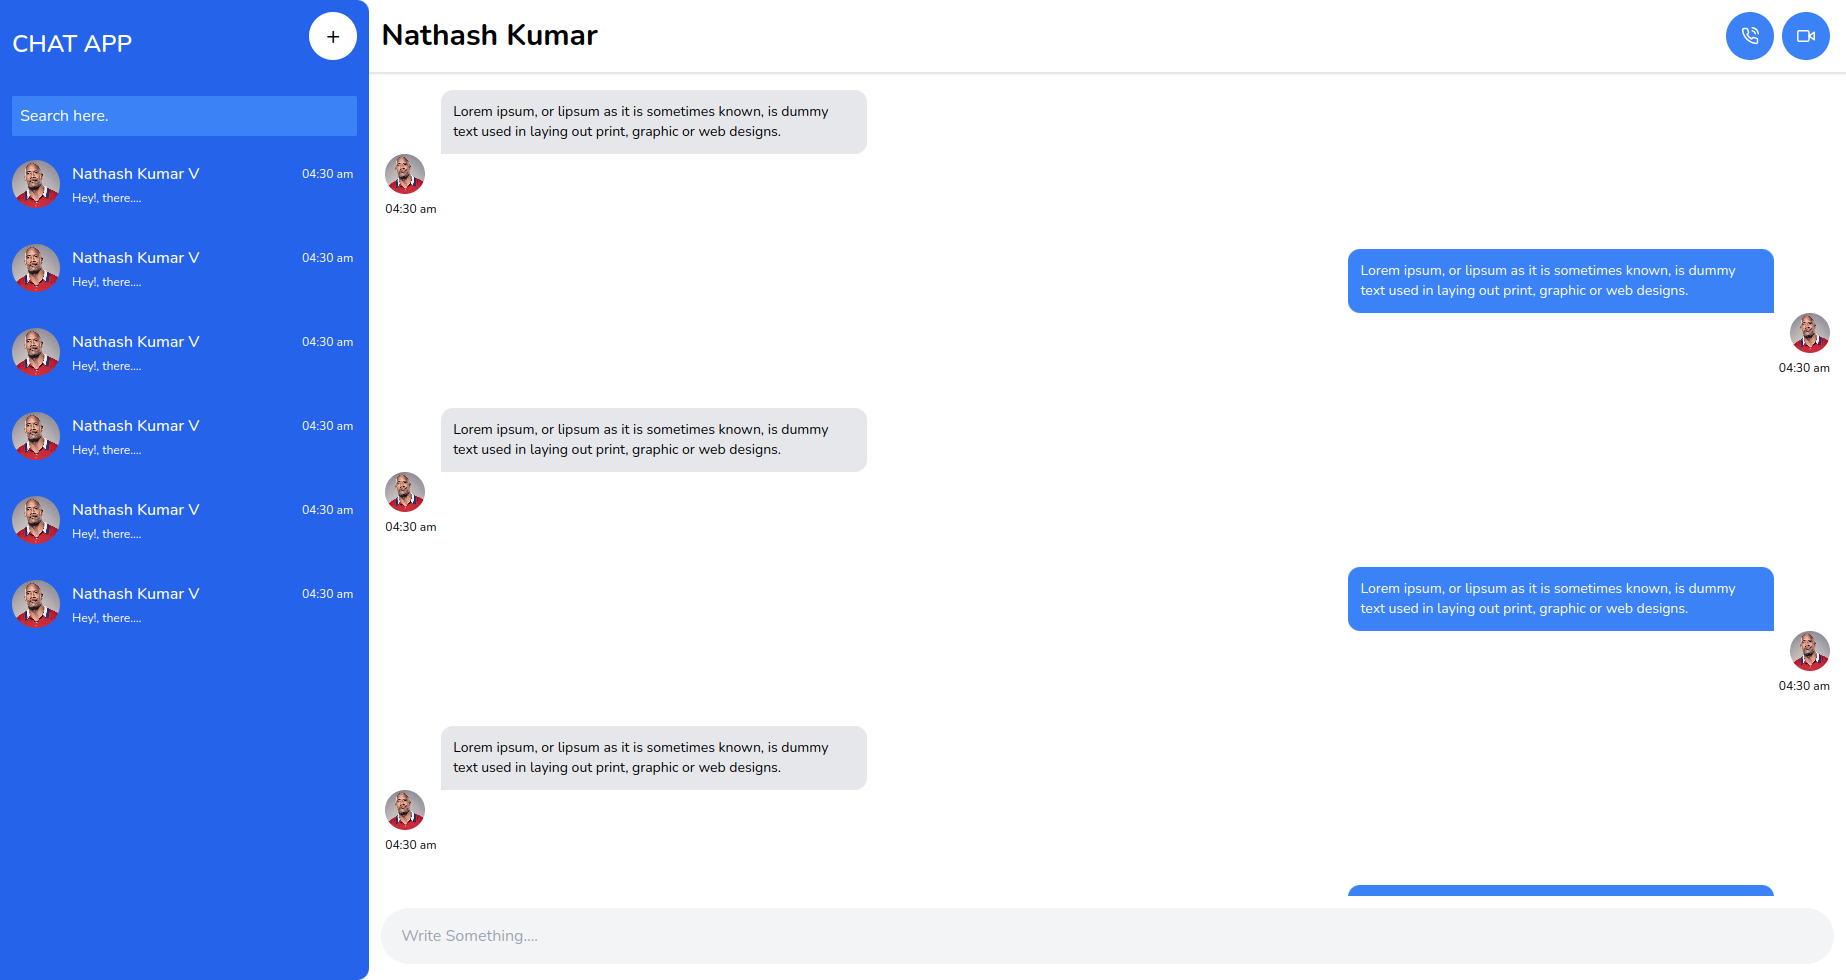 CHAT APP
+
Search here.
Nathash Kumar V
04:30 am
Hey!, there....
Nathash Kumar V
04:30 am
Hey!, there....
Nathash Kumar V
04:30 am
Hey!, there....
Nathash Kumar V
04:30 am
Hey!, there....
Nathash Kumar V
04:30 am
Hey!, there....
Nathash Kumar V
04:30 am
Hey!, there....
Nathash Kumar
Lorem ipsum, or lipsum as it is sometimes known, is dummy
text used in laying out print, graphic or web designs.
04:30 am
Lorem ipsum, or lipsum as it is sometimes known, is dummy
text used in laying out print, graphic or web designs.
04:30 am
Lorem ipsum, or lipsum as it is sometimes known, is dummy
text used in laying out print, graphic or web designs.
04:30 am
Lorem ipsum, or lipsum as it is sometimes known, is dummy
text used in laying out print, graphic or web designs.
04:30 am
Lorem ipsum, or lipsum as it is sometimes known, is dummy
text used in laying out print, graphic or web designs.
04:30 am
Write Something....